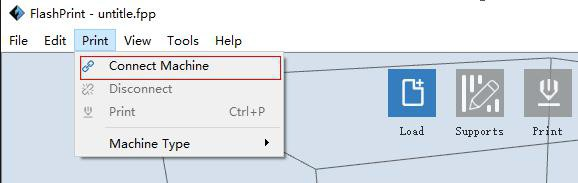 FlashPrint - untitle.fpp
File Edit Print View Tools Help
Connect Machine
Disconnect
Print Ctrl+P
Machine Type
Load Supports Print